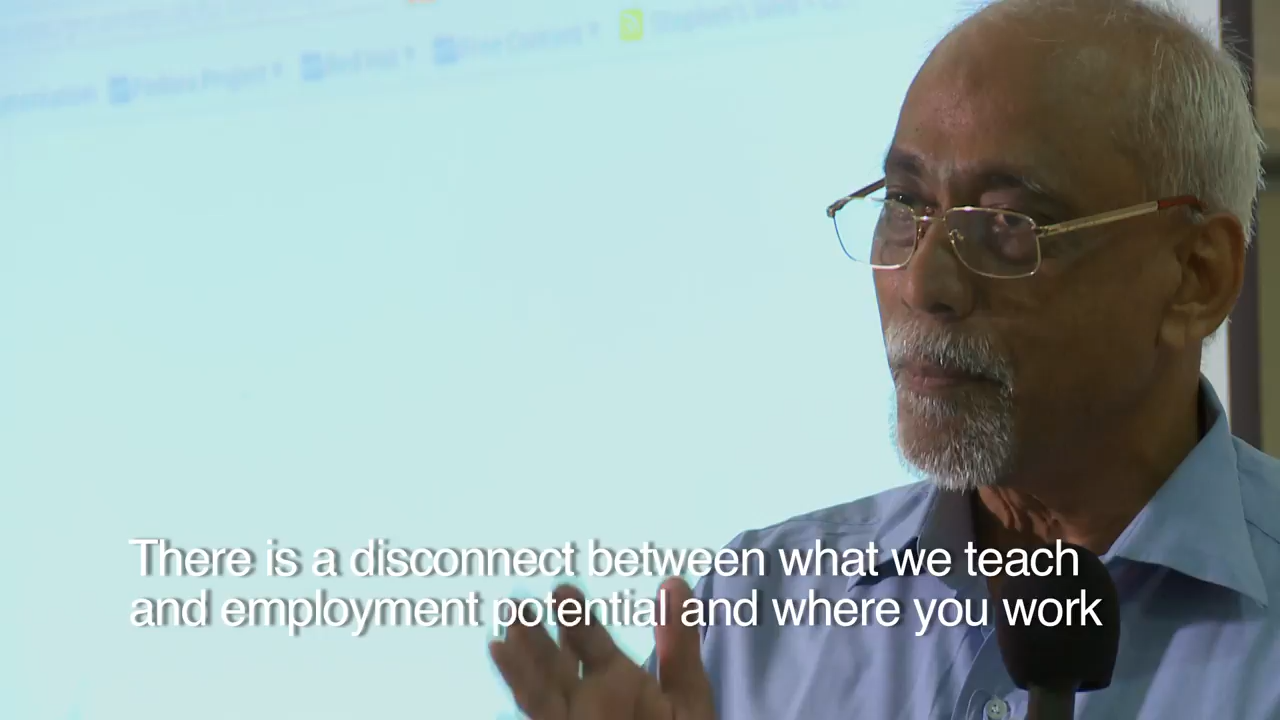 There is a disconnect between what we teach
and employment potential and where you work